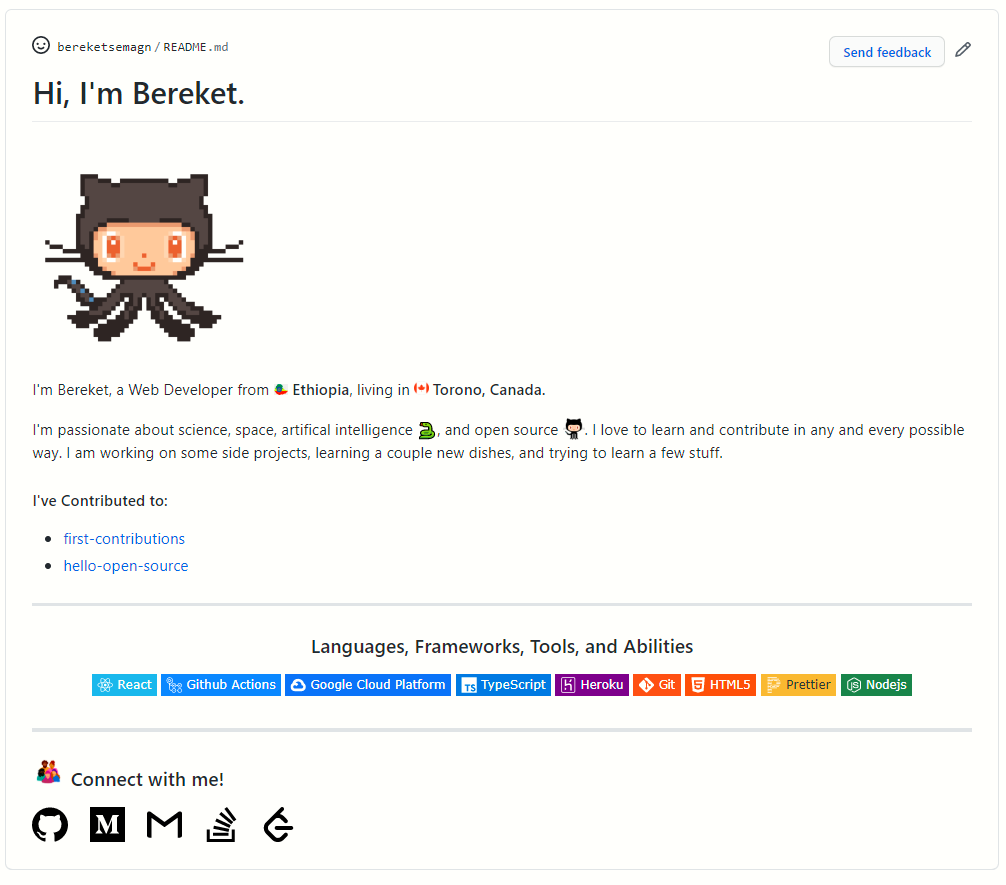 bereketsemagn/README.md
Send feedback
Hi, I'm Bereket.
I'm Bereket, a Web Developer from Ethiopia, living in Torono, Canada.
I'm passionate about science, space, artifical intelligence , and open source . I love to learn and contribute in any and every possible
way. I am working on some side projects, learning a couple new dishes, and trying to learn a few stuff.
I've Contributed to:
first-contributions
hello-open-source
Languages, Frameworks, Tools, and Abilities
React Github Actions Google Cloud Platform TS TypeScript Heroku Git HTML5 Prettier Nodejs
Connect with me!
M